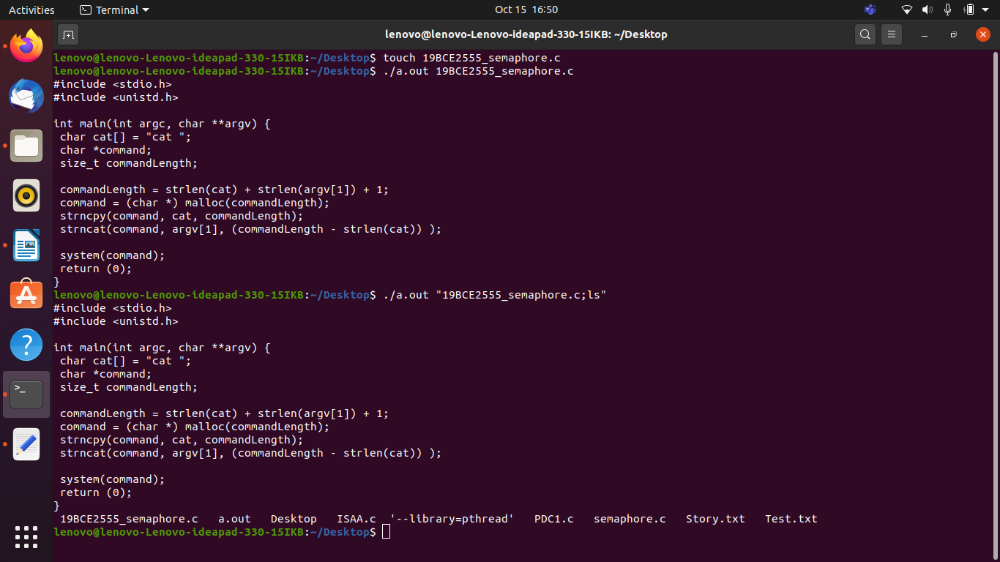 Activities
Terminal
Oct 15 16:50
lenovo@lenovo-Lenovo-ideapad-330-15IKB: ~/Desktop
lenovo@lenovo-Lenovo-ideapad-330-15IKB:~/Desktop$ touch 19BCE2555_semaphore.c
lenovo@lenovo-Lenovo-ideapad-330-15IKB:~/Desktop$ ./a.out 19BCE2555_semaphore.c
#include <stdio.h>
#include <unistd.h>
int main(int argc, char **argv) {
char cat[] = "cat ";
char *command;
size_t commandLength;
commandLength = strlen(cat) + strlen(argv[1]) + 1;
command = (char *) malloc(commandLength);
strncpy(command, cat, commandLength);
strncat(command, argv[1], (commandLength - strlen(cat)) );
system(command);
return (0);
}
lenovo@lenovo-Lenovo-ideapad-330-15IKB:~/Desktop$ ./a.out "19BCE2555_semaphore.c;ls"
#include <stdio.h>
#include <unistd.h>
int main(int argc, char **argv) {
char cat[] = "cat ";
char *command;
size_t commandLength;
commandLength = strlen(cat) + strlen(argv[1]) + 1;
command = (char *) malloc(commandLength);
strncpy(command, cat, commandLength);
strncat(command, argv[1], (commandLength - strlen(cat)) );
system(command);
return (0);
}
19BCE2555_semaphore.c a.out Desktop ISAA.c '--library=pthread' PDC1.c semaphore.c Story.txt Test.txt
lenovo@lenovo-Lenovo-ideapad-330-15IKB:~/Desktop$